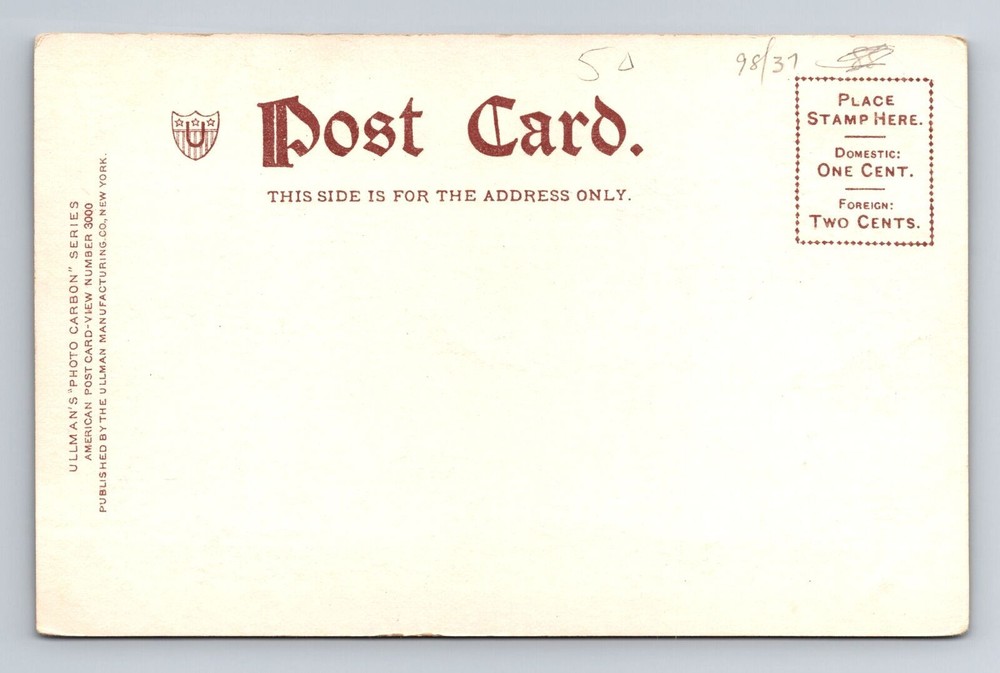 98/37
U
Post Card.
THIS SIDE IS FOR THE ADDRESS ONLY.
PLACE
STAMP HERE.
DOMESTIC:
ONE CENT.
FOREIGN:
TWO CENTS.
ULLMAN'S "PHOTO CARBON" SERIES
AMERICAN POST CARD-VIEW NUMBER 3000
PUBLISHED BY THE ULLMAN MANUFACTURING.CO., NEW YORK.